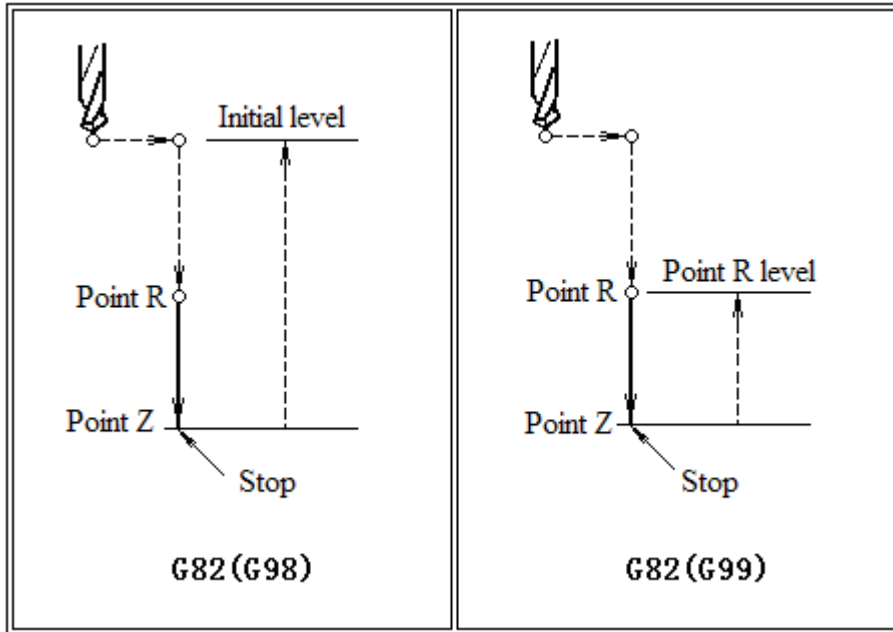 Initial level
Point R
Point Z
Stop
G82(G98)
Point R level
Point R
Point Z
Stop
G82(G99)